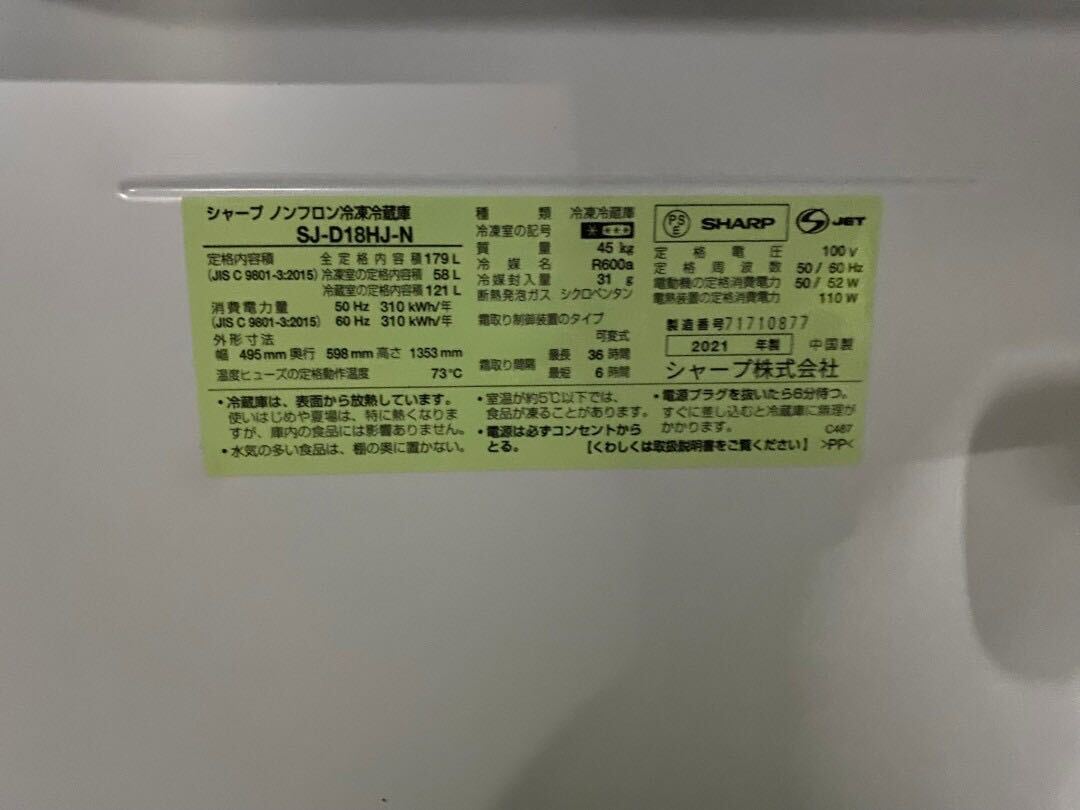 シャープ ノンフロン冷凍冷蔵庫
SJ-D18HJ-N
定格内容積 全定格内容積 179 L
(JIS C 9801-3:2015) 冷凍室の定格内容積 58 L
冷蔵室の定格内容積 121 L
消費電力量 50 Hz 310 kWh/年
(JIS C 9801-3:2015) 60 Hz 310 kWh/年
外形寸法
幅 495 mm 奥行 598 mm 高さ 1353 mm
温度ヒューズの定格動作温度 73℃
種類 冷凍冷蔵庫
冷凍室の記号 ****
質量 45 kg
冷媒名 R600a
冷媒封入量 31 g
断熱発泡ガス シクロペンタン
霜取り制御装置のタイプ
可変式
霜取り間隔 最長 36 時間
最短 6 時間
PS E SHARP JET
定格電圧 100 V
定格周波数 50 / 60 Hz
電動機の定格消費電力 50 / 52 W
電熱装置の定格消費電力 110 W
製造番号 71710877
2021 年製 中国製
シャープ株式会社
・冷蔵庫は、表面から放熱しています。
使いはじめや夏場は、特に熱くなりま
すが、庫内の食品には影響ありません。
・水気の多い食品は、棚の奥に置かない。
・室温が約5℃以下では、
食品が凍ることがあります。
・電源は必ずコンセントから
とる。
・電源プラグを抜いたら6分待つ。
すぐに差し込むと冷蔵庫に無理が
かかります。 C467
【くわしくは取扱説明書をご覧ください】 >PP<